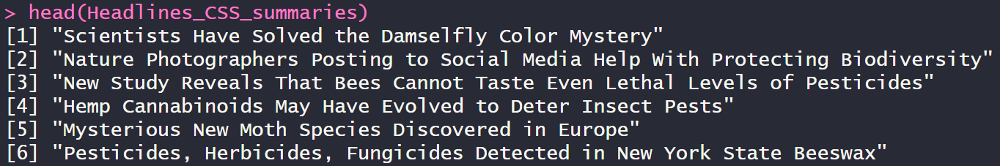 > head(Headlines_CSS_summaries)
[1] "Scientists Have Solved the Damselfly Color Mystery"
[2] "Nature Photographers Posting to Social Media Help With Protecting Biodiversity"
[3] "New Study Reveals That Bees Cannot Taste Even Lethal Levels of Pesticides"
[4] "Hemp Cannabinoids May Have Evolved to Deter Insect Pests"
[5] "Mysterious New Moth Species Discovered in Europe"
[6] "Pesticides, Herbicides, Fungicides Detected in New York State Beeswax"